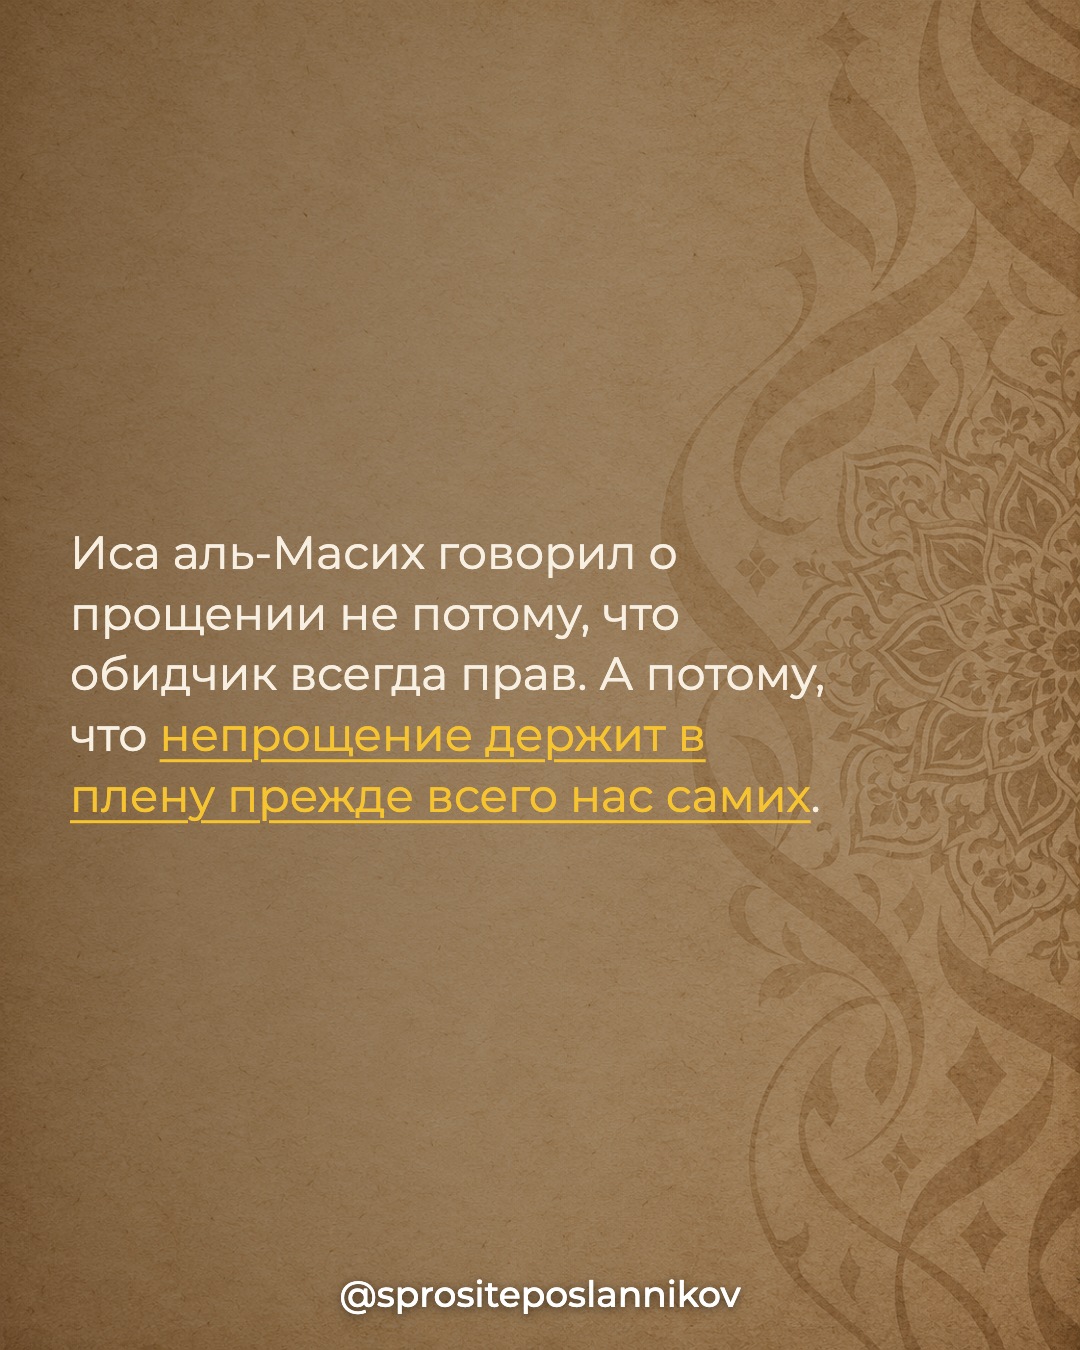 Иса аль-Масих говорил о
прощении не потому, что
обидчик всегда прав. А потому,
что непрощение держит в
плену прежде всего нас самих.
@sprositeposlannikov